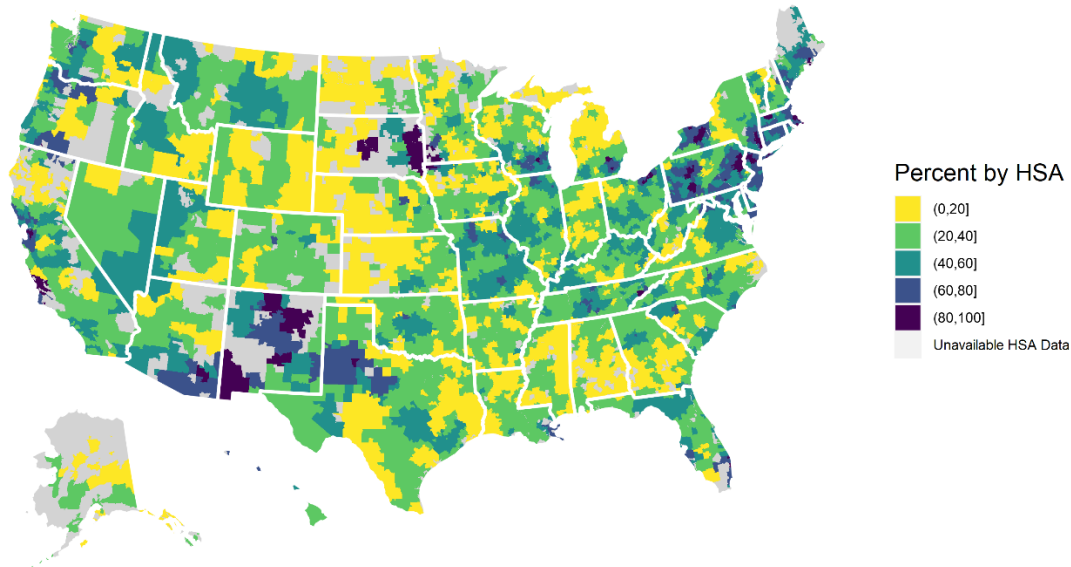 Percent by HSA
(0,20]
(20,40]
(40,60]
(60,80]
(80,100]
Unavailable HSA Data